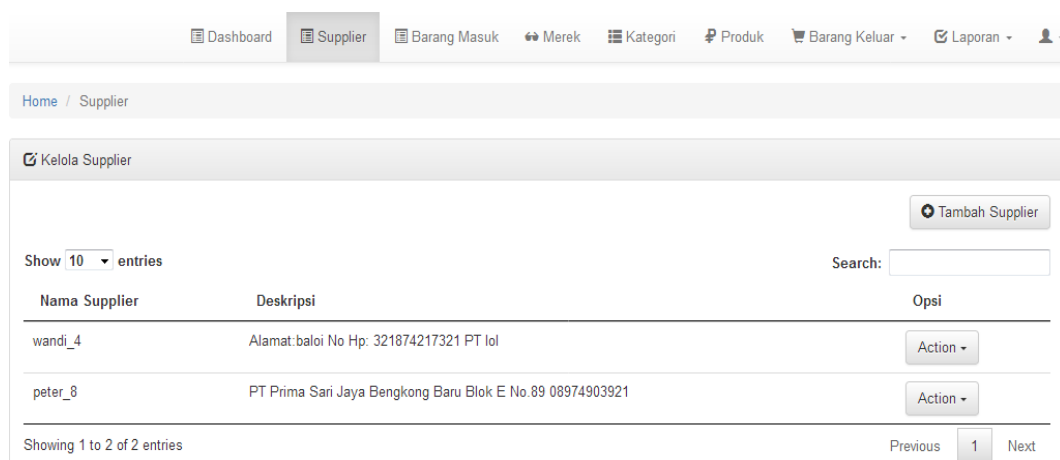 Dashboard Supplier Barang Masuk Merek Kategori Produk Barang Keluar Laporan
Home / Supplier
Kelola Supplier
Tambah Supplier
Show 10 entries Search:
Nama Supplier Deskripsi Opsi
wandi_4 Alamat:baloi No Hp: 321874217321 PT lol Action
peter_8 PT Prima Sari Jaya Bengkong Baru Blok E No.89 08974903921 Action
Showing 1 to 2 of 2 entries Previous 1 Next